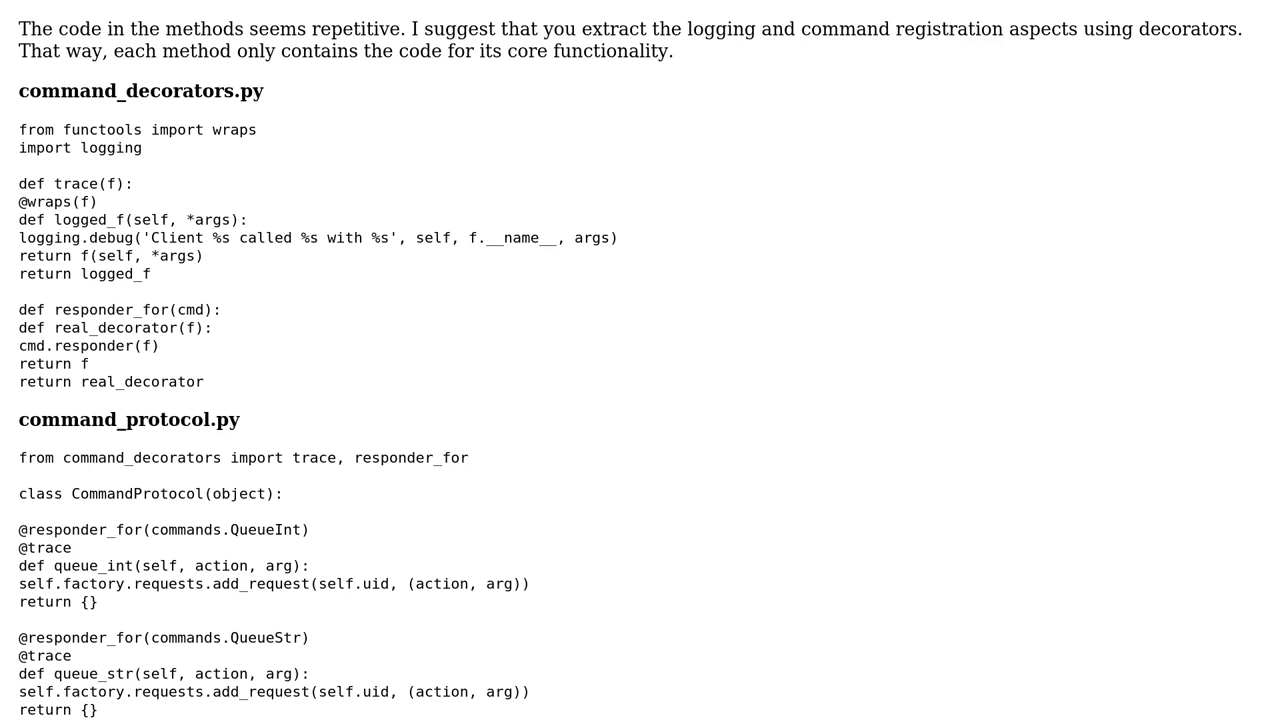 The code in the methods seems repetitive. I suggest that you extract the logging and command registration aspects using decorators.
That way, each method only contains the code for its core functionality.
command_decorators.py
from functools import wraps
import logging
def trace(f):
@wraps(f)
def logged_f(self, *args):
logging.debug('Client %s called %s with %s', self, f.__name__, args)
return f(self, *args)
return logged_f
def responder_for(cmd):
def real_decorator(f):
cmd.responder(f)
return f
return real_decorator
command_protocol.py
from command_decorators import trace, responder_for
class CommandProtocol(object):
@responder_for(commands.QueueInt)
@trace
def queue_int(self, action, arg):
self.factory.requests.add_request(self.uid, (action, arg))
return {}
@responder_for(commands.QueueStr)
@trace
def queue_str(self, action, arg):
self.factory.requests.add_request(self.uid, (action, arg))
return {}